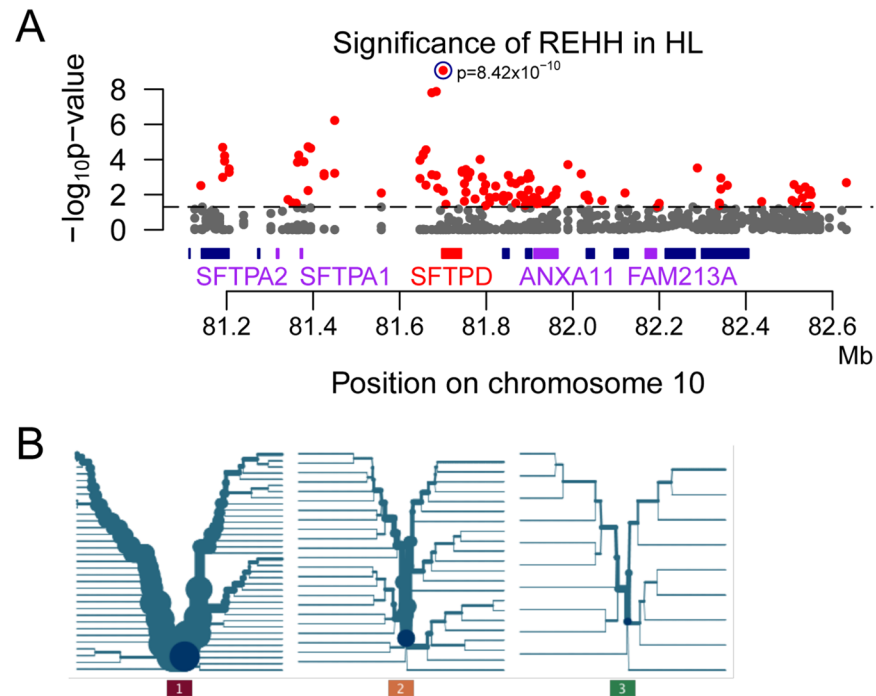 A
Significance of REHH in HL
p=8.42x10⁻¹⁰
−log₁₀p−value
8
6
4
2
0
SFTPA2 SFTPA1 SFTPD ANXA11 FAM213A
81.2 81.4 81.6 81.8 82.0 82.2 82.4 82.6
Mb
Position on chromosome 10
B
1 2 3